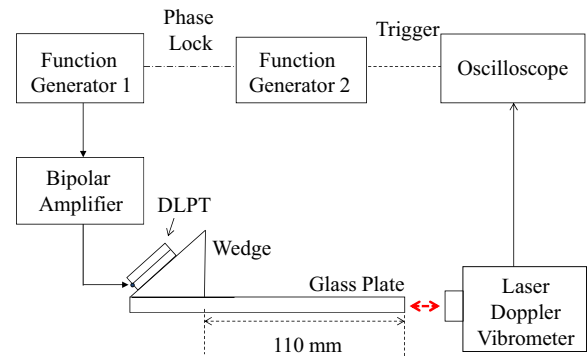 Phase
Lock
Trigger
Function
Generator 1
Function
Generator 2
Oscilloscope
Bipolar
Amplifier
DLPT
Wedge
Glass Plate
Laser
Doppler
Vibrometer
110 mm